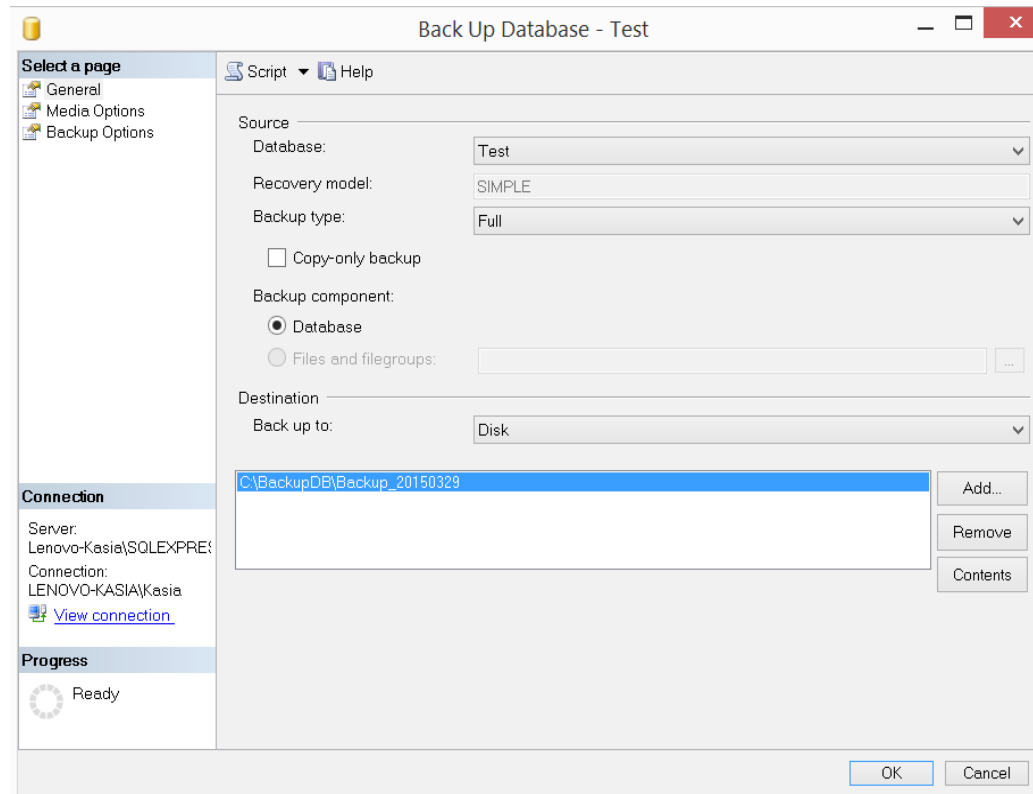 Back Up Database - Test
Select a page
General
Media Options
Backup Options
Script
Help
Source
Database:
Test
Recovery model:
SIMPLE
Backup type:
Full
Copy-only backup
Backup component:
Database
Files and filegroups:
...
Destination
Back up to:
Disk
C:\BackupDB\Backup_20150329
Add...
Remove
Contents
Connection
Server:
Lenovo-Kasia\SQLEXPRES
Connection:
LENOVO-KASIA\Kasia
View connection
Progress
Ready
OK
Cancel